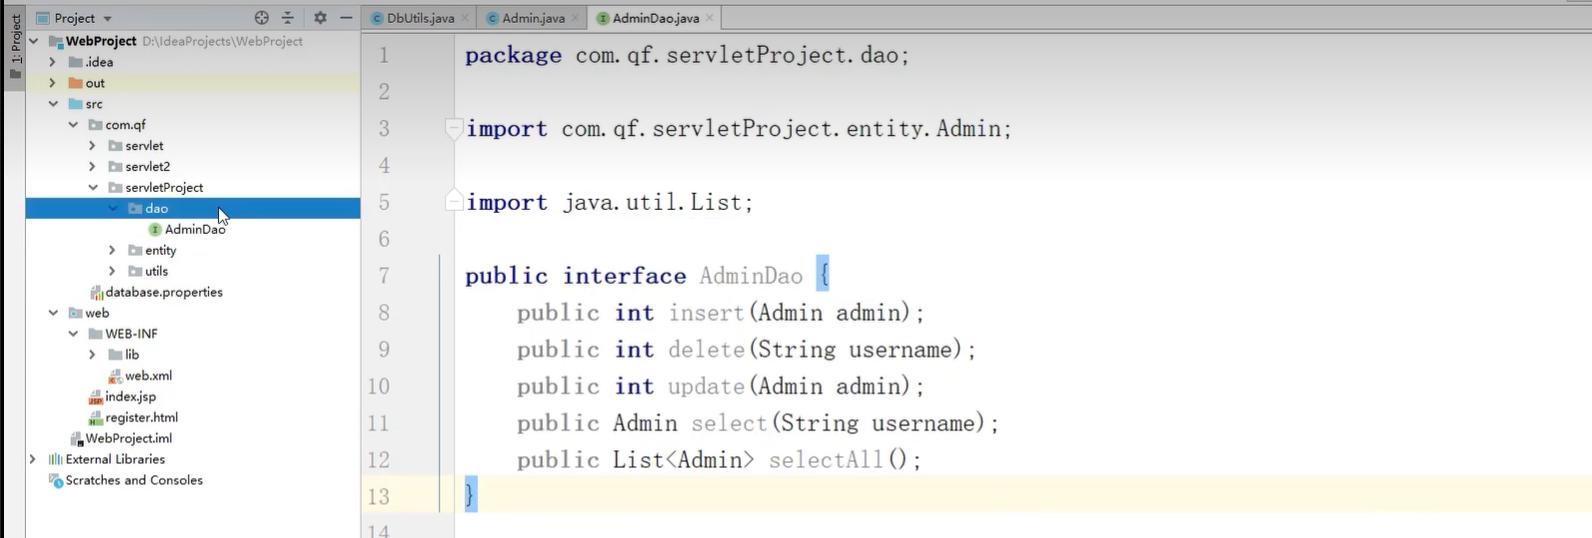 1: Project
Project
WebProject D:\IdeaProjects\WebProject
.idea
out
src
com.qf
servlet
servlet2
servletProject
dao
AdminDao
entity
utils
database.properties
web
WEB-INF
lib
web.xml
index.jsp
register.html
WebProject.iml
External Libraries
Scratches and Consoles
DbUtils.java Admin.java AdminDao.java
1 package com.qf.servletProject.dao;
2
3 import com.qf.servletProject.entity.Admin;
4
5 import java.util.List;
6
7 public interface AdminDao {
8 public int insert(Admin admin);
9 public int delete(String username);
10 public int update(Admin admin);
11 public Admin select(String username);
12 public List<Admin> selectAll();
13 }
14